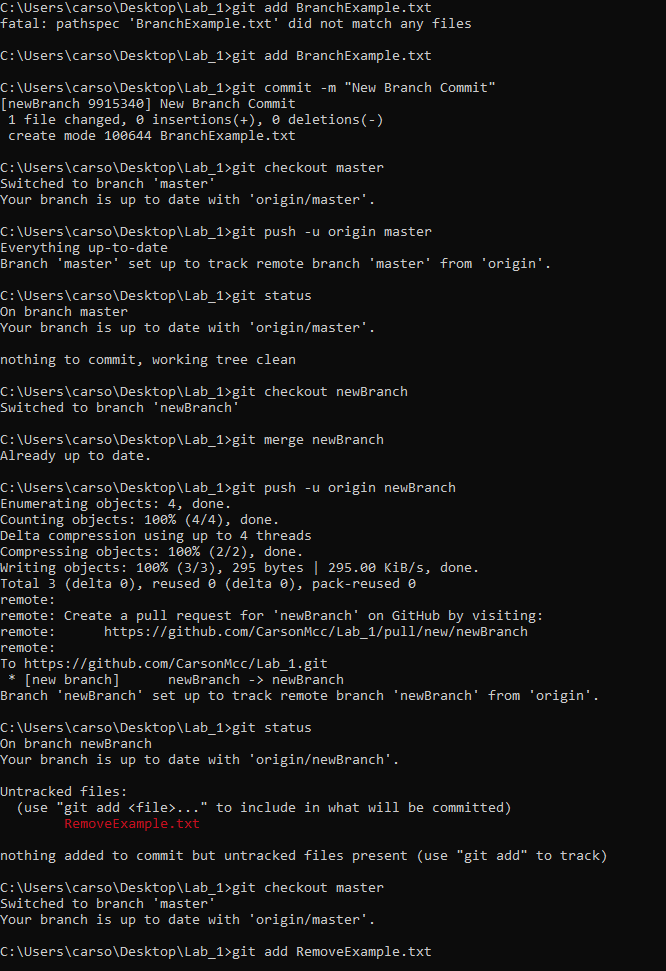 C:\Users\carso\Desktop\Lab_1>git add BranchExample.txt
fatal: pathspec 'BranchExample.txt' did not match any files
C:\Users\carso\Desktop\Lab_1>git add BranchExample.txt
C:\Users\carso\Desktop\Lab_1>git commit -m "New Branch Commit"
[newBranch 9915340] New Branch Commit
 1 file changed, 0 insertions(+), 0 deletions(-)
 create mode 100644 BranchExample.txt
C:\Users\carso\Desktop\Lab_1>git checkout master
Switched to branch 'master'
Your branch is up to date with 'origin/master'.
C:\Users\carso\Desktop\Lab_1>git push -u origin master
Everything up-to-date
Branch 'master' set up to track remote branch 'master' from 'origin'.
C:\Users\carso\Desktop\Lab_1>git status
On branch master
Your branch is up to date with 'origin/master'.
nothing to commit, working tree clean
C:\Users\carso\Desktop\Lab_1>git checkout newBranch
Switched to branch 'newBranch'
C:\Users\carso\Desktop\Lab_1>git merge newBranch
Already up to date.
C:\Users\carso\Desktop\Lab_1>git push -u origin newBranch
Enumerating objects: 4, done.
Counting objects: 100% (4/4), done.
Delta compression using up to 4 threads
Compressing objects: 100% (2/2), done.
Writing objects: 100% (3/3), 295 bytes | 295.00 KiB/s, done.
Total 3 (delta 0), reused 0 (delta 0), pack-reused 0
remote:
remote: Create a pull request for 'newBranch' on GitHub by visiting:
remote:      https://github.com/CarsonMcc/Lab_1/pull/new/newBranch
remote:
To https://github.com/CarsonMcc/Lab_1.git
 * [new branch]      newBranch -> newBranch
Branch 'newBranch' set up to track remote branch 'newBranch' from 'origin'.
C:\Users\carso\Desktop\Lab_1>git status
On branch newBranch
Your branch is up to date with 'origin/newBranch'.
Untracked files:
  (use "git add <file>..." to include in what will be committed)
        RemoveExample.txt
nothing added to commit but untracked files present (use "git add" to track)
C:\Users\carso\Desktop\Lab_1>git checkout master
Switched to branch 'master'
Your branch is up to date with 'origin/master'.
C:\Users\carso\Desktop\Lab_1>git add RemoveExample.txt